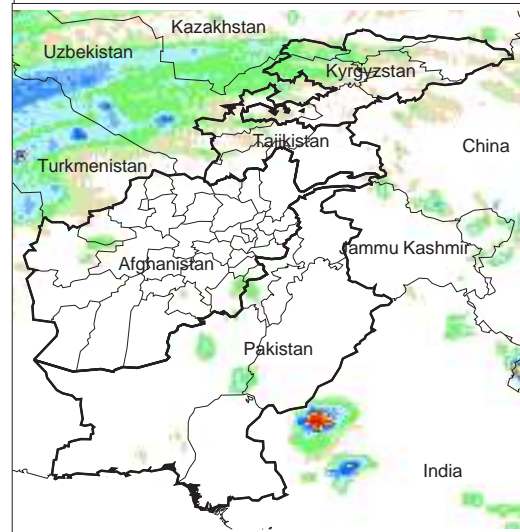 Kazakhstan
Uzbekistan
Kyrgyzstan
Tajikistan
China
Turkmenistan
Jammu Kashmir
Afghanistan
Pakistan
India